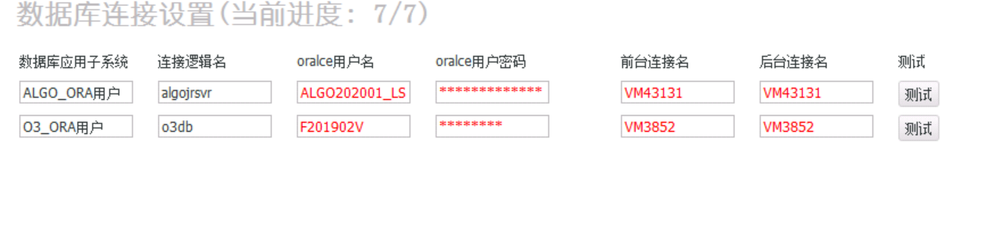 数据库连接设置(当前进度: 7/7)
数据库应用子系统 连接逻辑名 oralce用户名 oralce用户密码 前台连接名 后台连接名 测试
ALGO_ORA用户 algojrsvr ALGO202001_LS ************* VM43131 VM43131 测试
O3_ORA用户 o3db F201902V ******** VM3852 VM3852 测试